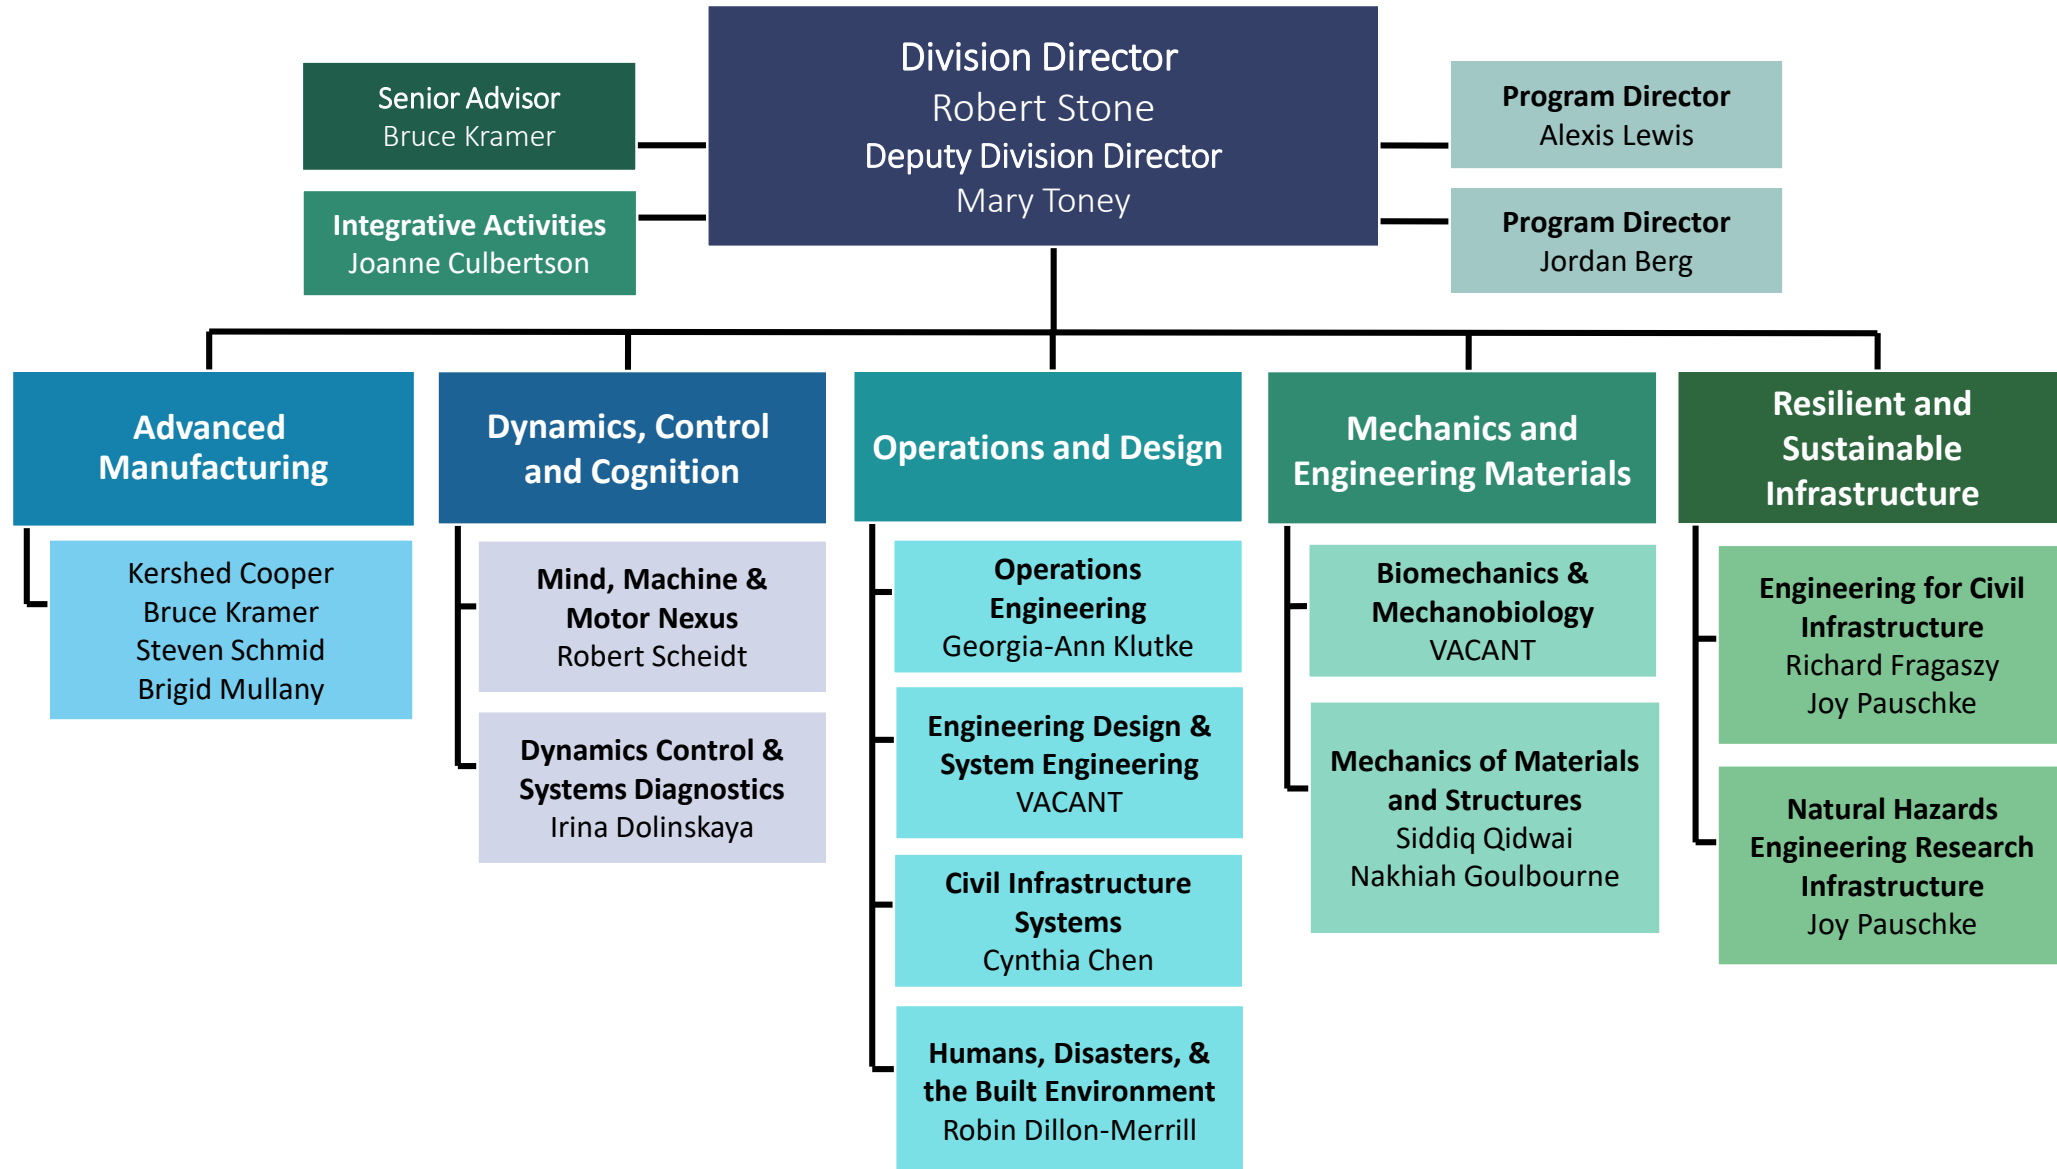 Division Director
Robert Stone
Deputy Division Director
Mary Toney
Senior Advisor
Bruce Kramer
Integrative Activities
Joanne Culbertson
Program Director
Alexis Lewis
Program Director
Jordan Berg
Advanced
Manufacturing
Kershed Cooper
Bruce Kramer
Steven Schmid
Brigid Mullany
Dynamics, Control
and Cognition
Mind, Machine &
Motor Nexus
Robert Scheidt
Dynamics Control &
Systems Diagnostics
Irina Dolinskaya
Operations and Design
Operations
Engineering
Georgia-Ann Klutke
Engineering Design &
System Engineering
VACANT
Civil Infrastructure
Systems
Cynthia Chen
Humans, Disasters, &
the Built Environment
Robin Dillon-Merrill
Mechanics and
Engineering Materials
Biomechanics &
Mechanobiology
VACANT
Mechanics of Materials
and Structures
Siddiq Qidwai
Nakhiah Goulbourne
Resilient and
Sustainable
Infrastructure
Engineering for Civil
Infrastructure
Richard Fragaszy
Joy Pauschke
Natural Hazards
Engineering Research
Infrastructure
Joy Pauschke